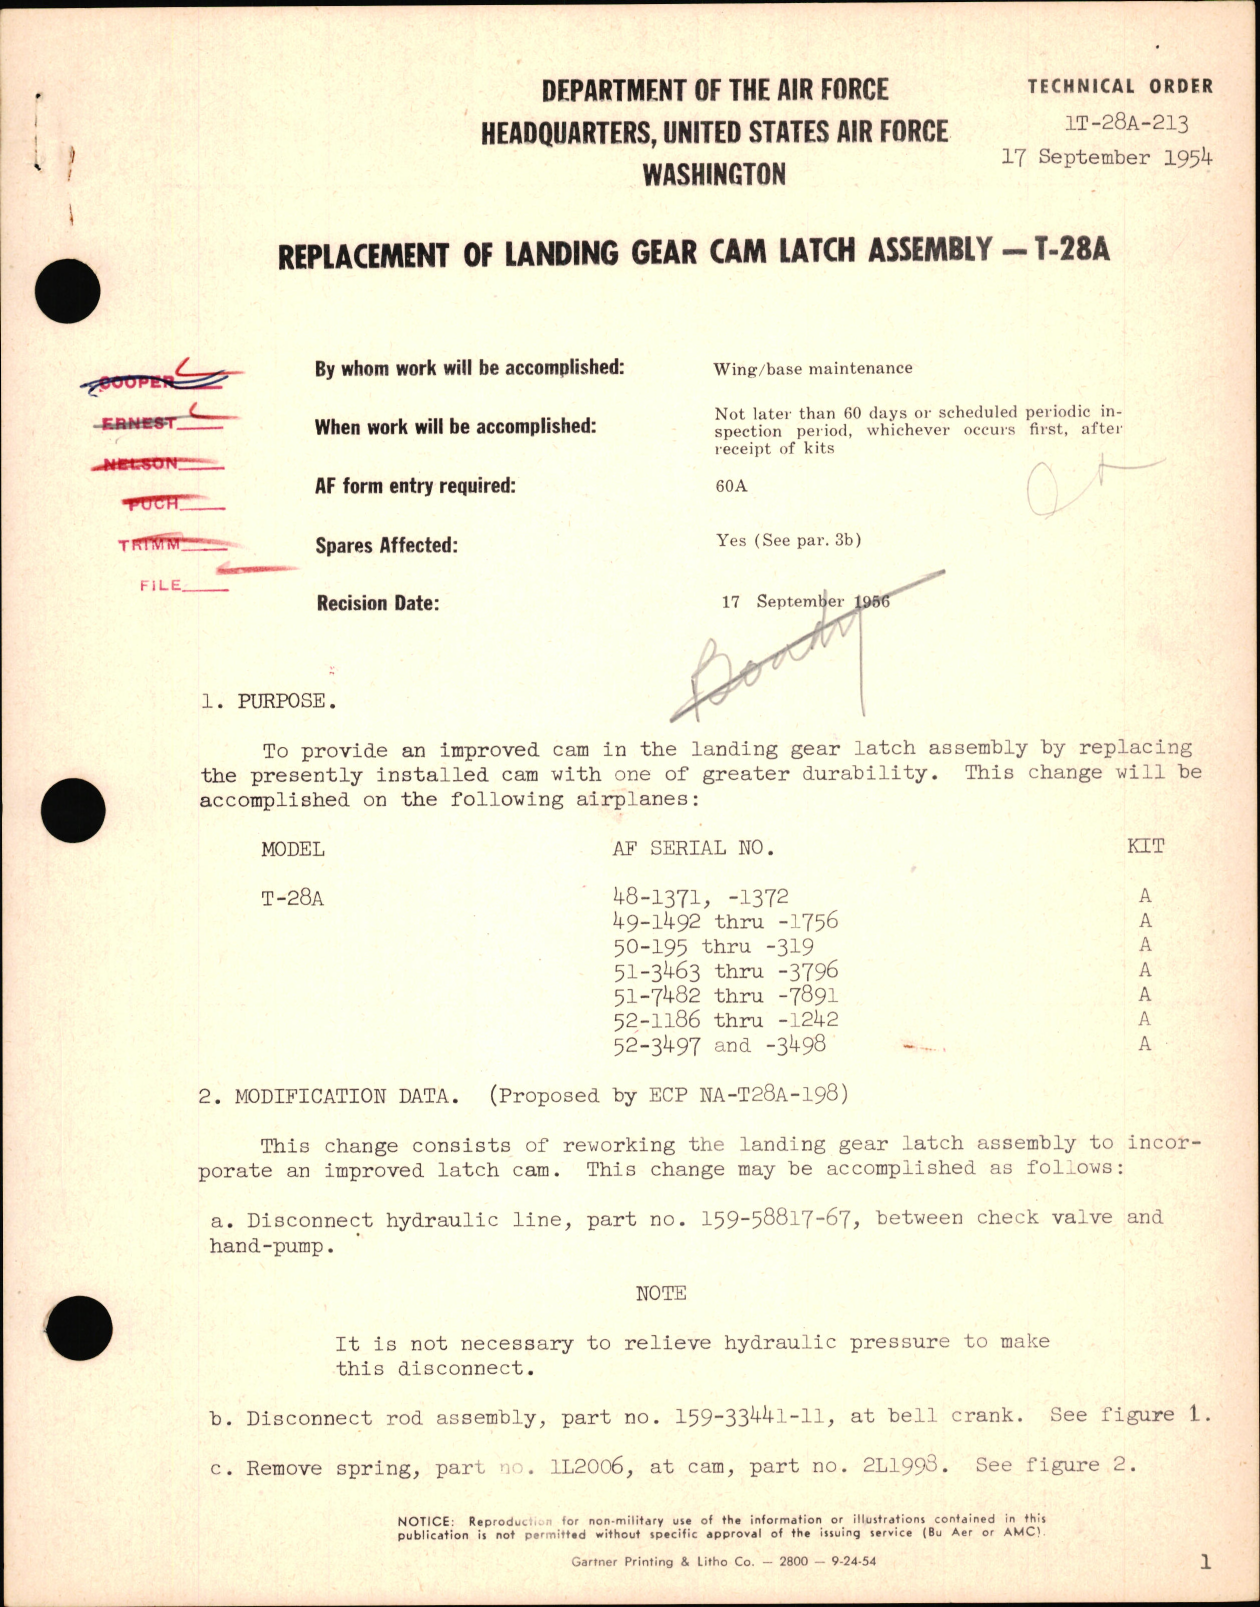 DEPARTMENT OF THE AIR FORCE
HEADQUARTERS, UNITED STATES AIR FORCE
WASHINGTON
TECHNICAL ORDER
1T-28A-213
17 September 1954
REPLACEMENT OF LANDING GEAR CAM LATCH ASSEMBLY — T-28A
COOPER
ERNEST
NELSON
PUCH
TRIMM
FILE
By whom work will be accomplished: Wing/base maintenance
When work will be accomplished: Not later than 60 days or scheduled periodic in-
spection period, whichever occurs first, after
receipt of kits
AF form entry required: 60A
Spares Affected: Yes (See par. 3b)
Recision Date: 17 September 1956
1. PURPOSE.
To provide an improved cam in the landing gear latch assembly by replacing
the presently installed cam with one of greater durability. This change will be
accomplished on the following airplanes:
MODEL AF SERIAL NO. KIT
T-28A 48-1371, -1372 A
49-1492 thru -1756 A
50-195 thru -319 A
51-3463 thru -3796 A
51-7482 thru -7891 A
52-1186 thru -1242 A
52-3497 and -3498 A
2. MODIFICATION DATA. (Proposed by ECP NA-T28A-198)
This change consists of reworking the landing gear latch assembly to incor-
porate an improved latch cam. This change may be accomplished as follows:
a. Disconnect hydraulic line, part no. 159-58817-67, between check valve and
hand-pump.
NOTE
It is not necessary to relieve hydraulic pressure to make
this disconnect.
b. Disconnect rod assembly, part no. 159-33441-11, at bell crank. See figure 1.
c. Remove spring, part no. 1L2006, at cam, part no. 2L1998. See figure 2.
NOTICE: Reproduction for non-military use of the information or illustrations contained in this
publication is not permitted without specific approval of the issuing service (Bu Aer or AMC).
Gartner Printing & Litho Co. — 2800 — 9-24-54
1